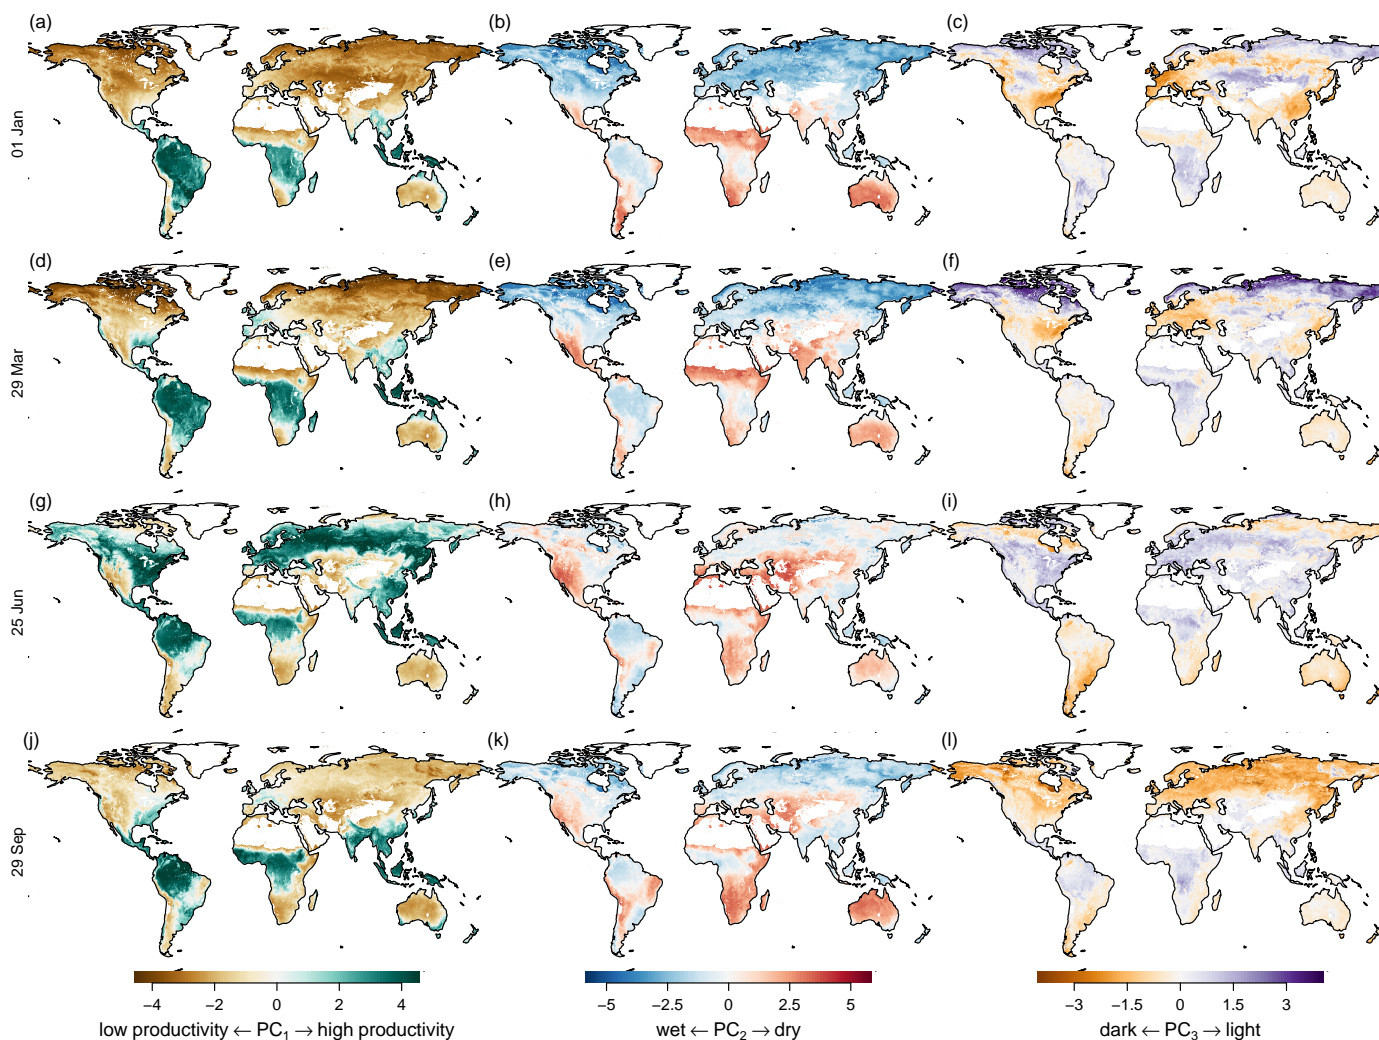 (a) (b) (c)
01 Jan
(d) (e) (f)
29 Mar
(g) (h) (i)
25 Jun
(j) (k) (l)
29 Sep
−4 −2 0 2 4
low productivity ← PC₁ → high productivity
−5 −2.5 0 2.5 5
wet ← PC₂ → dry
−3 −1.5 0 1.5 3
dark ← PC₃ → light